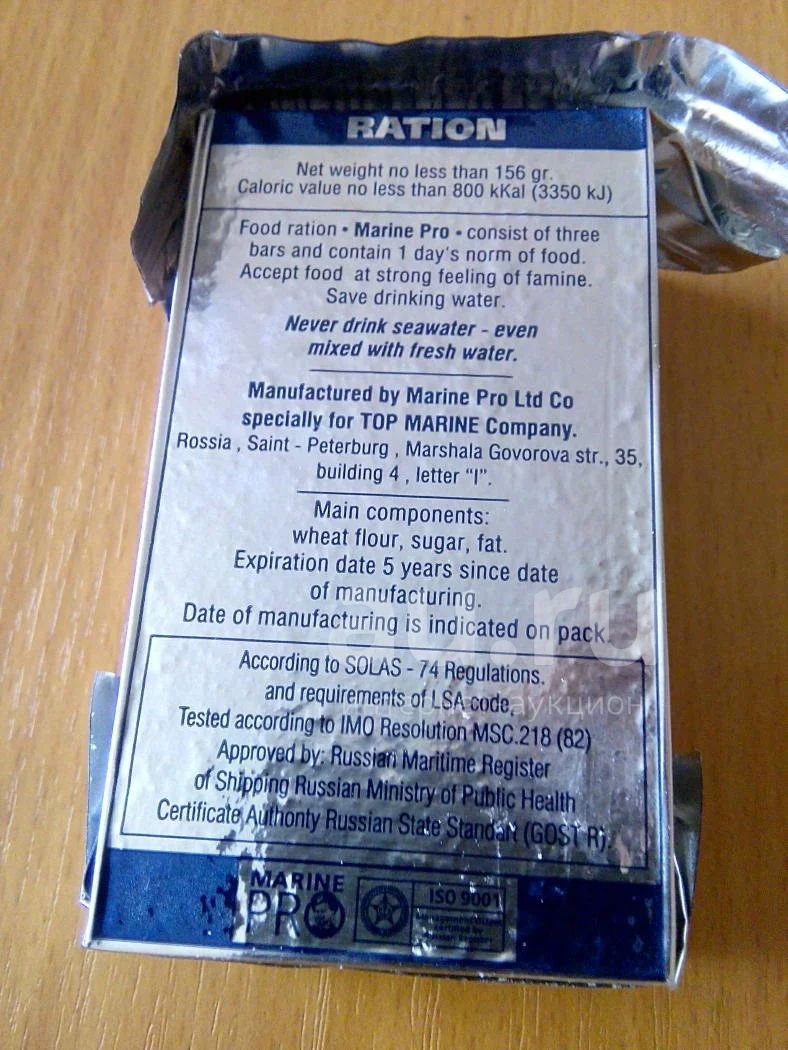 RATION
Net weight no less than 156 gr.
Caloric value no less than 800 kKal (3350 kJ)
Food ration • Marine Pro • consist of three
bars and contain 1 day's norm of food.
Accept food at strong feeling of famine.
Save drinking water.
Never drink seawater - even
mixed with fresh water.
Manufactured by Marine Pro Ltd Co
specially for TOP MARINE Company.
Rossia , Saint - Peterburg , Marshala Govorova str., 35,
building 4 , letter “I”.
Main components:
wheat flour, sugar, fat.
Expiration date 5 years since date
of manufacturing.
Date of manufacturing is indicated on pack.
According to SOLAS - 74 Regulations.
and requirements of LSA code,
Tested according to IMO Resolution MSC.218 (82)
Approved by: Russian Maritime Register
of Shipping Russian Ministry of Public Health
Certificate Authonty Russian State Standart (GOST R).
MARINE
PRO
ISO 9001
certified by
au.ru
аукцион